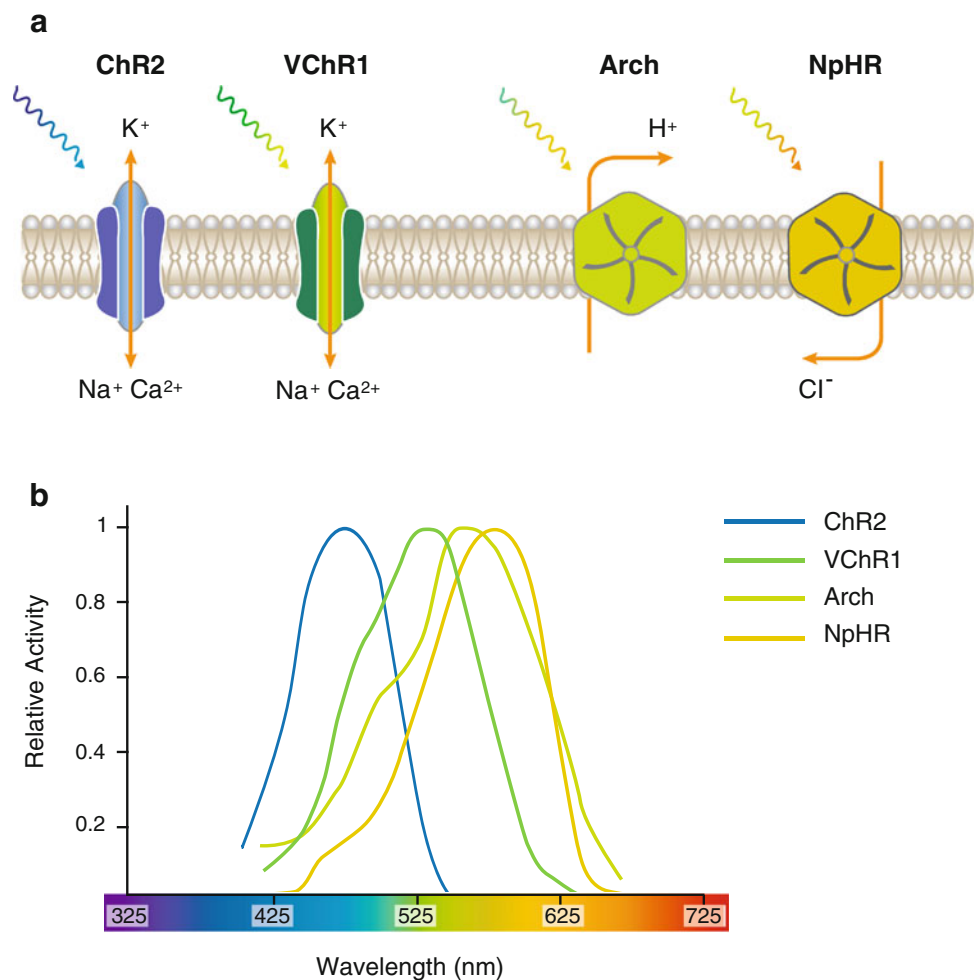 a
ChR2 VChR1 Arch NpHR
K⁺ K⁺ H⁺
Na⁺ Ca²⁺ Na⁺ Ca²⁺ Cl⁻
b
1
0.8
0.6
0.4
0.2
Relative Activity
ChR2
VChR1
Arch
NpHR
325 425 525 625 725
Wavelength (nm)